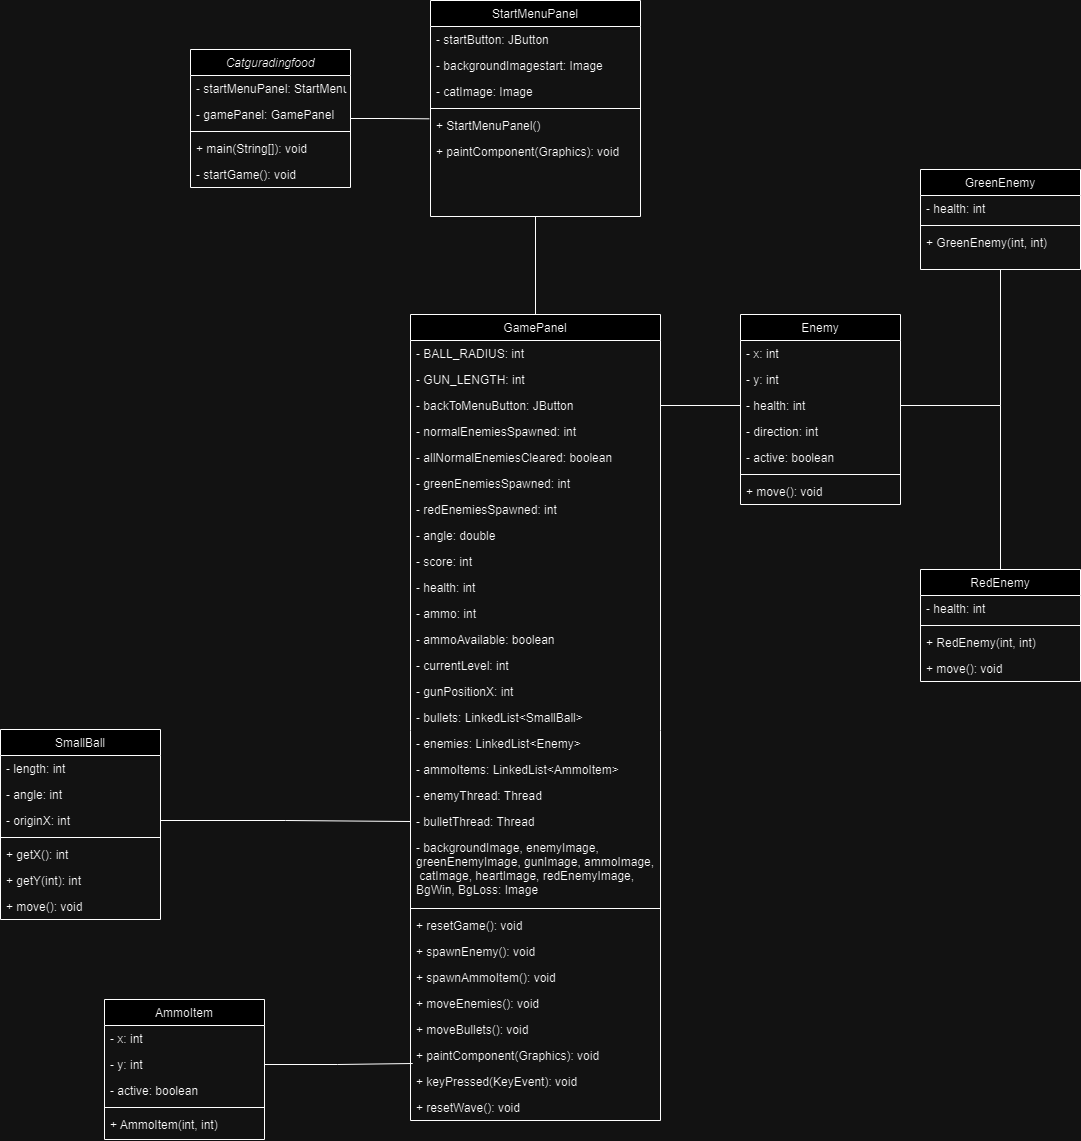 StartMenuPanel
- startButton: JButton
- backgroundImagestart: Image
- catImage: Image
+ StartMenuPanel()
+ paintComponent(Graphics): void
Catguradingfood
- startMenuPanel: StartMenu
- gamePanel: GamePanel
+ main(String[]): void
- startGame(): void
GreenEnemy
- health: int
+ GreenEnemy(int, int)
GamePanel
- BALL_RADIUS: int
- GUN_LENGTH: int
- backToMenuButton: JButton
- normalEnemiesSpawned: int
- allNormalEnemiesCleared: boolean
- greenEnemiesSpawned: int
- redEnemiesSpawned: int
- angle: double
- score: int
- health: int
- ammo: int
- ammoAvailable: boolean
- currentLevel: int
- gunPositionX: int
- bullets: LinkedList<SmallBall>
- enemies: LinkedList<Enemy>
- ammoItems: LinkedList<AmmoItem>
- enemyThread: Thread
- bulletThread: Thread
- backgroundImage, enemyImage,
greenEnemyImage, gunImage, ammoImage,
catImage, heartImage, redEnemyImage,
BgWin, BgLoss: Image
+ resetGame(): void
+ spawnEnemy(): void
+ spawnAmmoItem(): void
+ moveEnemies(): void
+ moveBullets(): void
+ paintComponent(Graphics): void
+ keyPressed(KeyEvent): void
+ resetWave(): void
Enemy
- x: int
- y: int
- health: int
- direction: int
- active: boolean
+ move(): void
RedEnemy
- health: int
+ RedEnemy(int, int)
+ move(): void
SmallBall
- length: int
- angle: int
- originX: int
+ getX(): int
+ getY(int): int
+ move(): void
AmmoItem
- x: int
- y: int
- active: boolean
+ AmmoItem(int, int)